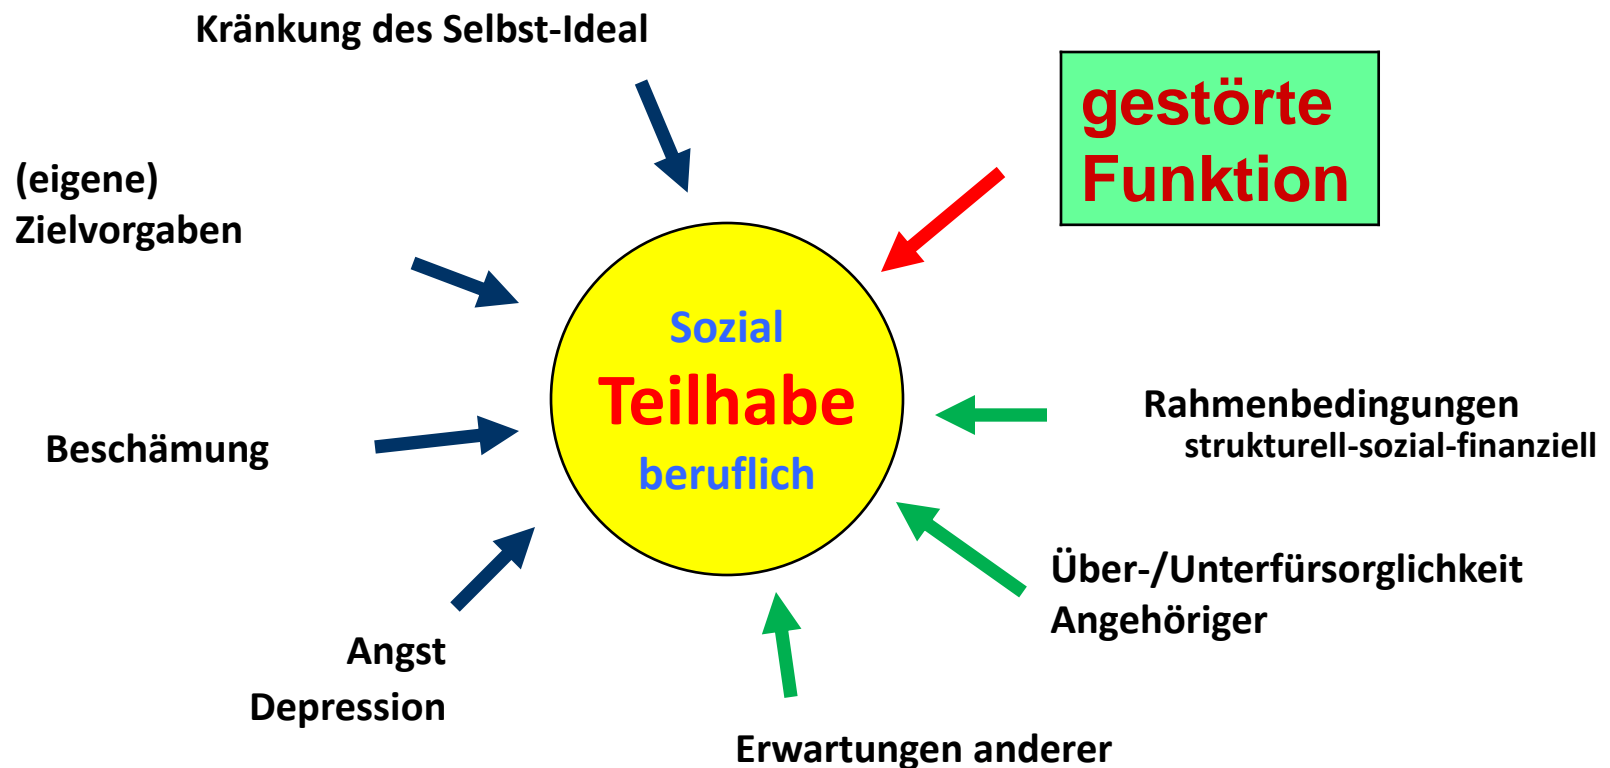 Kränkung des Selbst-Ideal
gestörte
Funktion
(eigene)
Zielvorgaben
Sozial
Teilhabe
beruflich
Rahmenbedingungen
strukturell-sozial-finanziell
Beschämung
Über-/Unterfürsorglichkeit
Angehöriger
Angst
Depression
Erwartungen anderer